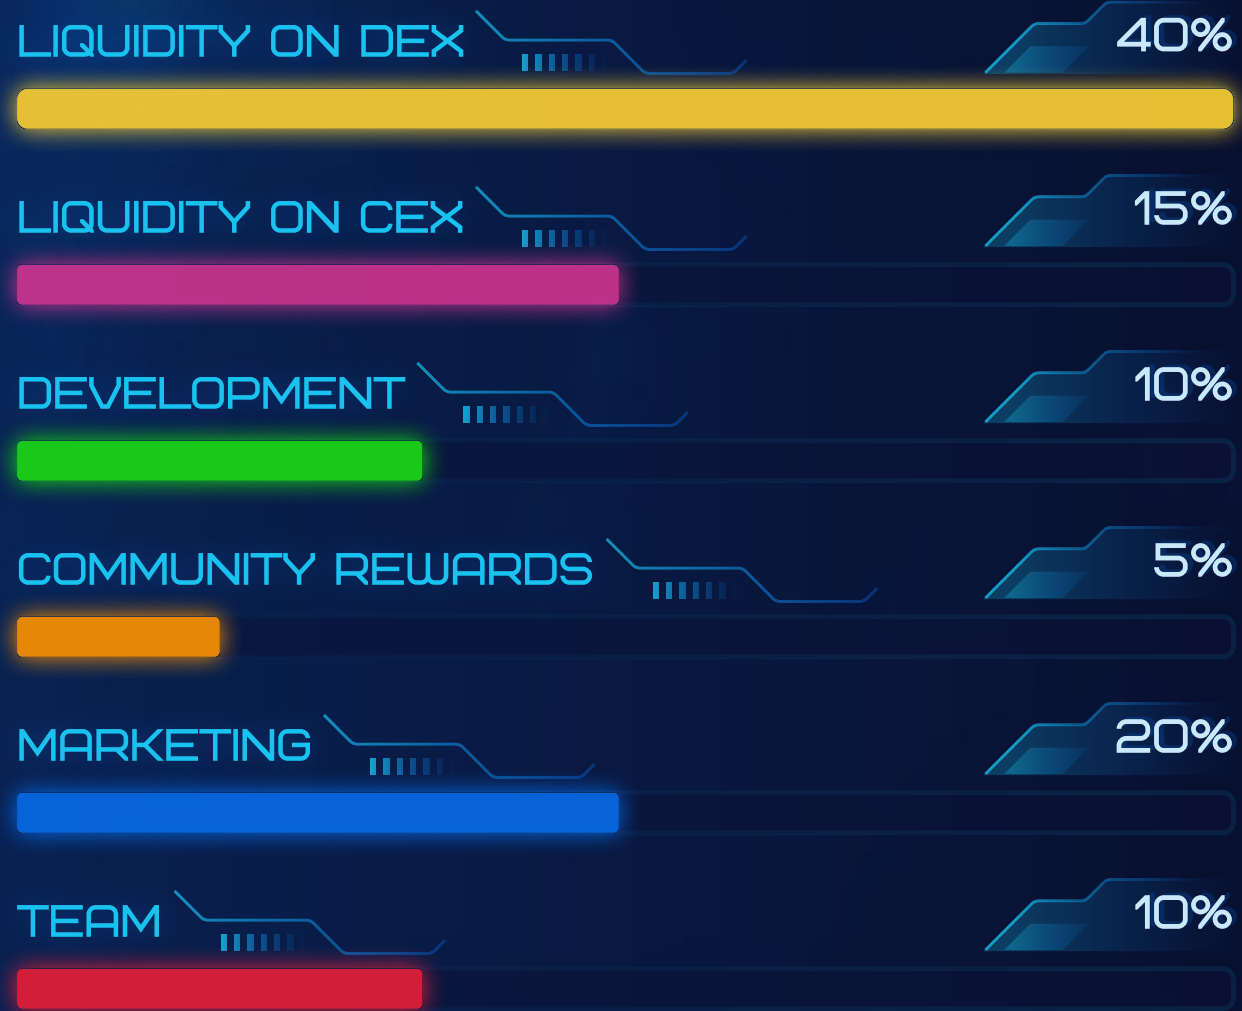 LIQUIDITY ON DEX 40%
LIQUIDITY ON CEX 15%
DEVELOPMENT 10%
COMMUNITY REWARDS 5%
MARKETING 20%
TEAM 10%